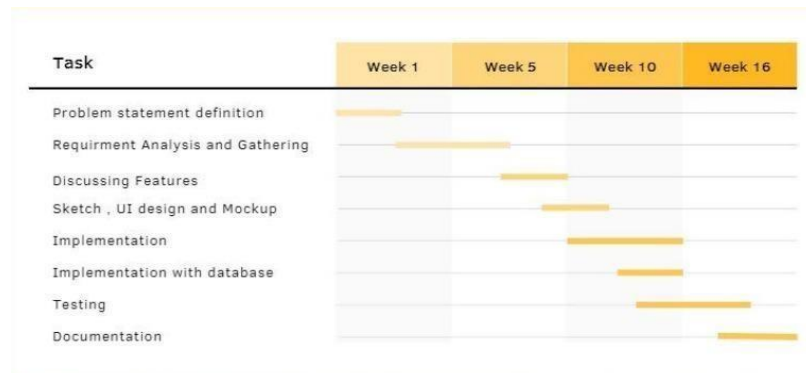 Task Week 1 Week 5 Week 10 Week 16
Problem statement definition
Requirment Analysis and Gathering
Discussing Features
Sketch , UI design and Mockup
Implementation
Implementation with database
Testing
Documentation